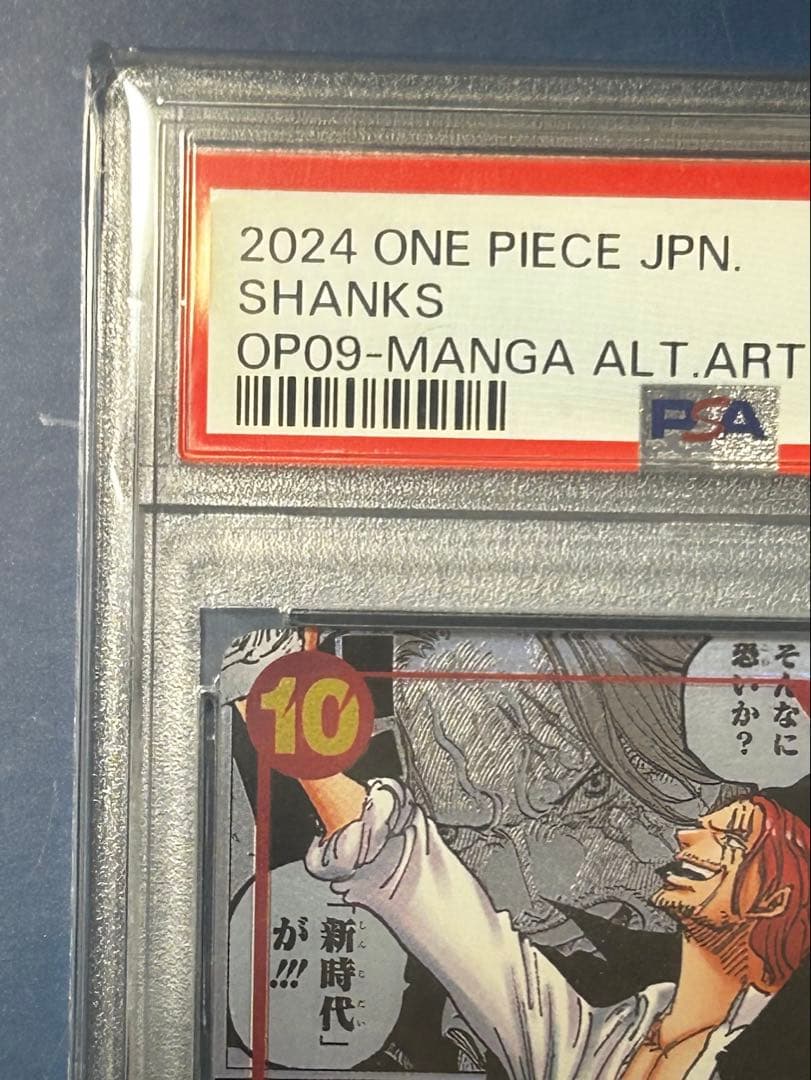 2024 ONE PIECE JPN.
SHANKS
OP09-MANGA ALT.ART
PSA
10
そんなに
恐いか?
「新時代」
が!!!